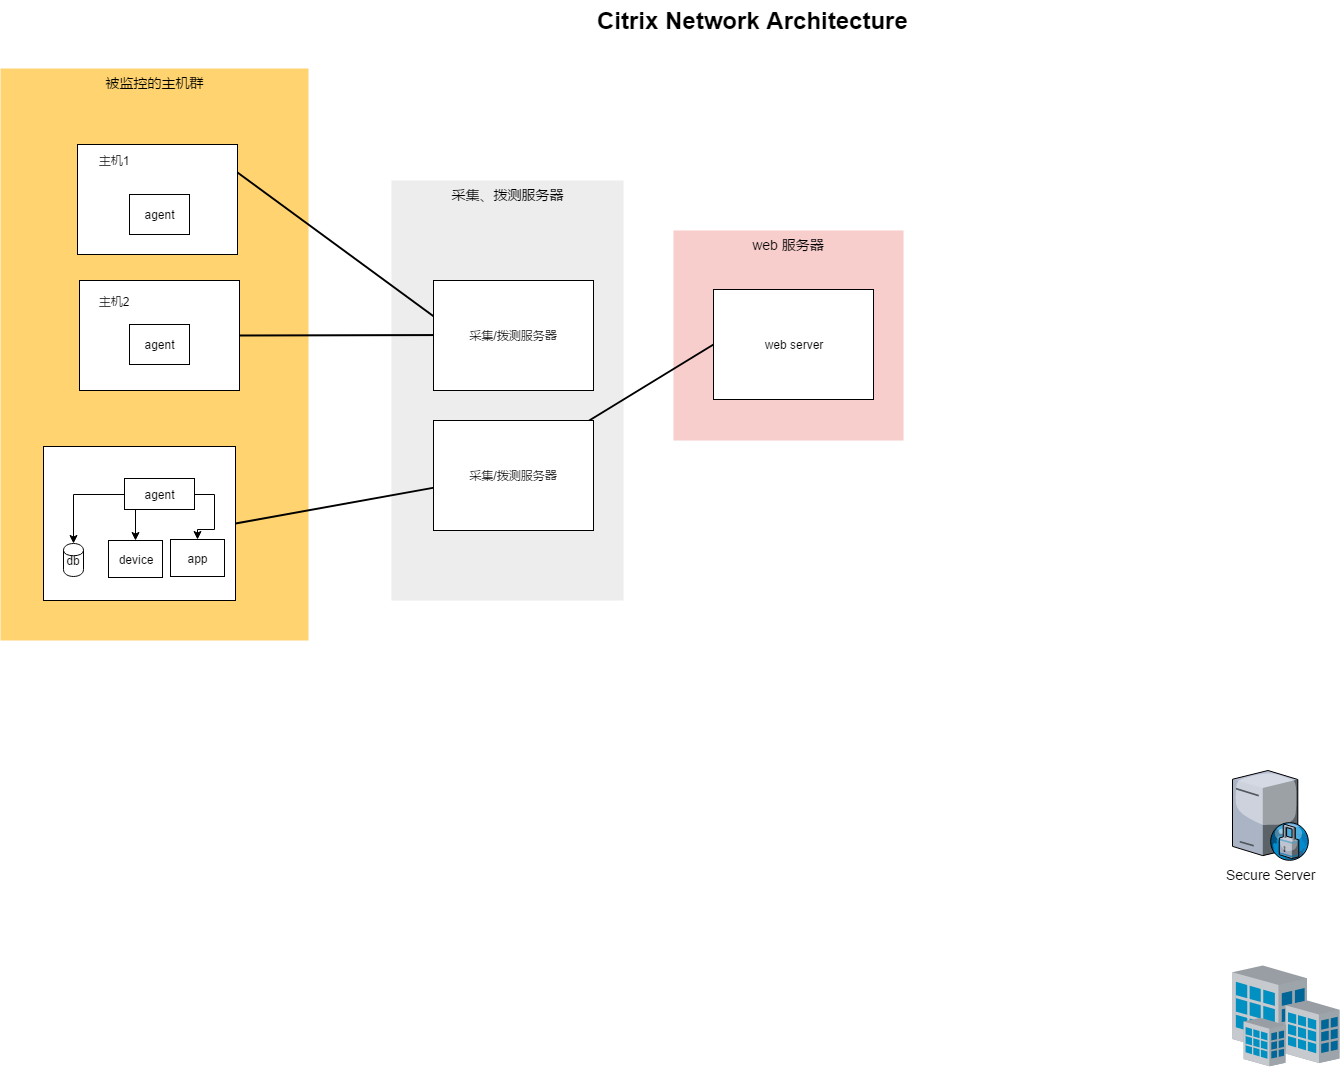 Citrix Network Architecture
被监控的主机群
主机1
agent
主机2
agent
agent
db
device
app
采集、拨测服务器
采集/拨测服务器
采集/拨测服务器
web 服务器
web server
Secure Server